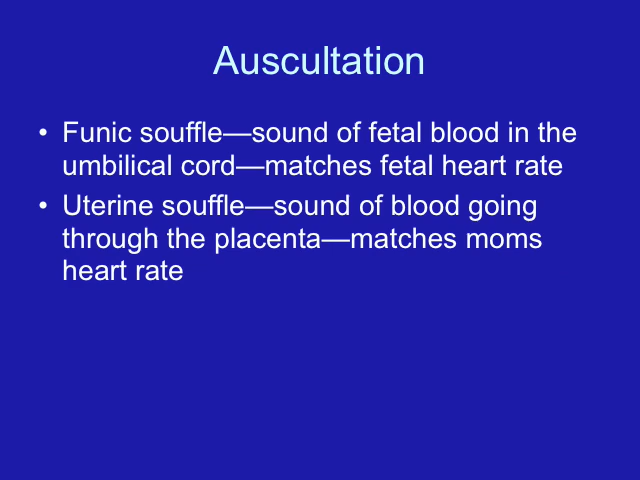 Auscultation
• Funic souffle—sound of fetal blood in the
umbilical cord—matches fetal heart rate
• Uterine souffle—sound of blood going
through the placenta—matches moms
heart rate